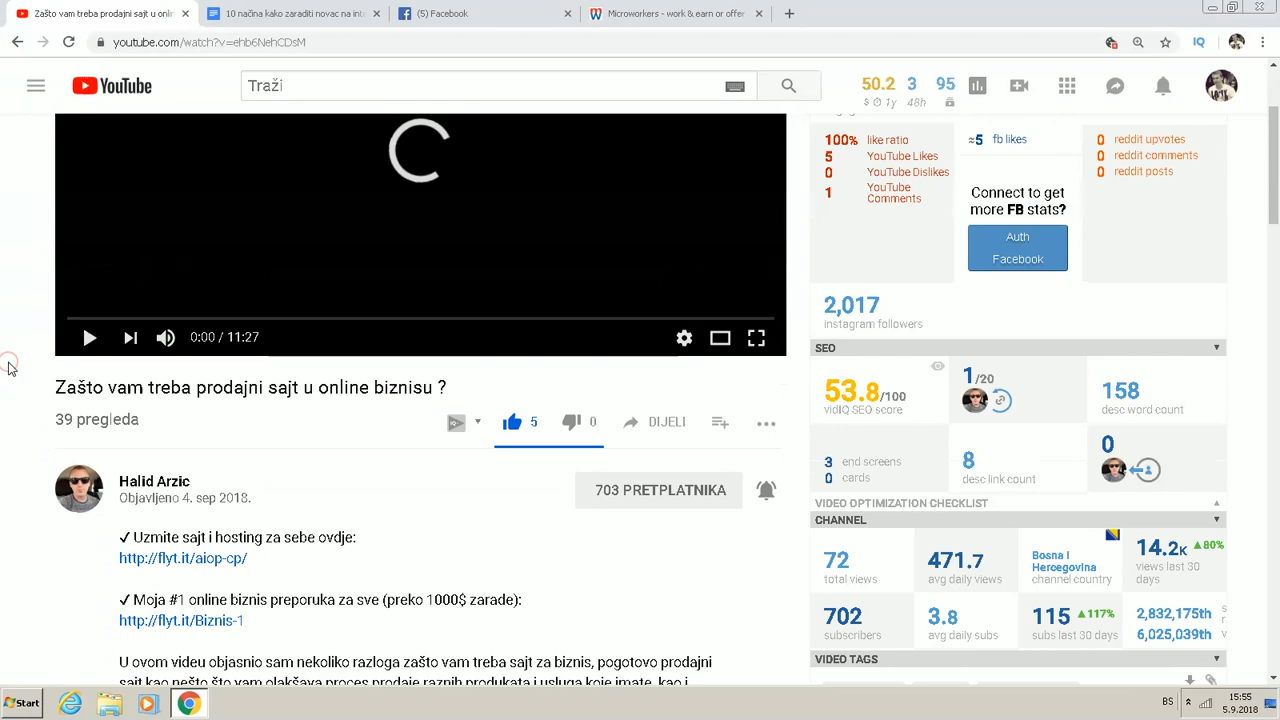 Zašto vam treba prodajni sajt u onlin
10 načina kako zaraditi novac na int
(5) Facebook
Microworkers - work & earn or offer
youtube.com/watch?v=ehb6NehCDsM
IQ
YouTube
Traži
50.2 3 95
$ 1y 48h
100% like ratio
5 YouTube Likes
0 YouTube Dislikes
1 YouTube Comments
≈5 fb likes
Connect to get
more FB stats?
Auth
Facebook
0 reddit upvotes
0 reddit comments
0 reddit posts
2,017
instagram followers
0:00 / 11:27
SEO
53.8/100
vidIQ SEO score
1/20
158
desc word count
3 end screens
0 cards
8
desc link count
0
Zašto vam treba prodajni sajt u online biznisu ?
39 pregleda
5
0
DIJELI
Halid Arzic
Objavljeno 4. sep 2018.
703 PRETPLATNIKA
✓ Uzmite sajt i hosting za sebe ovdje:
http://flyt.it/aiop-cp/
✓ Moja #1 online biznis preporuka za sve (preko 1000$ zarade):
http://flyt.it/Biznis-1
U ovom videu objasnio sam nekoliko razloga zašto vam treba sajt za biznis, pogotovo prodajni
sajt kao nešto što vam olakšava proces prodaje raznih produkata i usluga koje imate, kao i
VIDEO OPTIMIZATION CHECKLIST
CHANNEL
72
total views
471.7
avg daily views
Bosna I
Hercegovina
channel country
14.2K ▲80%
views last 30
days
702
subscribers
3.8
avg daily subs
115 ▲117%
subs last 30 days
2,832,175th
6,025,039th
VIDEO TAGS
Start
BS
15:55
5.9.2018